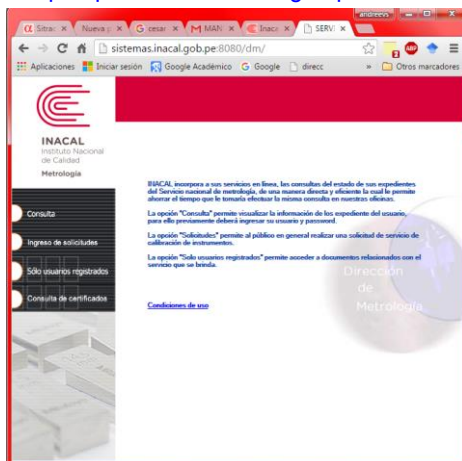 andreews
Sitrac
Nueva p
cesar
MAN
Inac
SERVI
sistemas.inacal.gob.pe:8080/dm/
Aplicaciones
Iniciar sesión
Google Académico
Google
direcc
»
Otros marcadores
INACAL
Instituto Nacional
de Calidad
Metrología
Consulta
Ingreso de solicitudes
Sólo usuarios registrados
Consulta de certificados
INACAL incorpora a sus servicios en línea, las consultas del estado de sus expedientes
del Servicio nacional de metrología, de una manera directa y eficiente la cual le permite
ahorrar el tiempo que le tomaría efectuar la misma consulta en nuestras oficinas.
La opción "Consulta" permite visualizar la información de los expediente del usuario,
para ello previamente deberá ingresar su usuario y password.
La opción "Solicitudes" permite al público en general realizar una solicitud de servicio de
calibración de instrumentos.
La opción "Solo usuarios registrados" permite acceder a documentos relacionados con el
servicio que se brinda.
Condiciones de uso
Dirección
de
Metrología